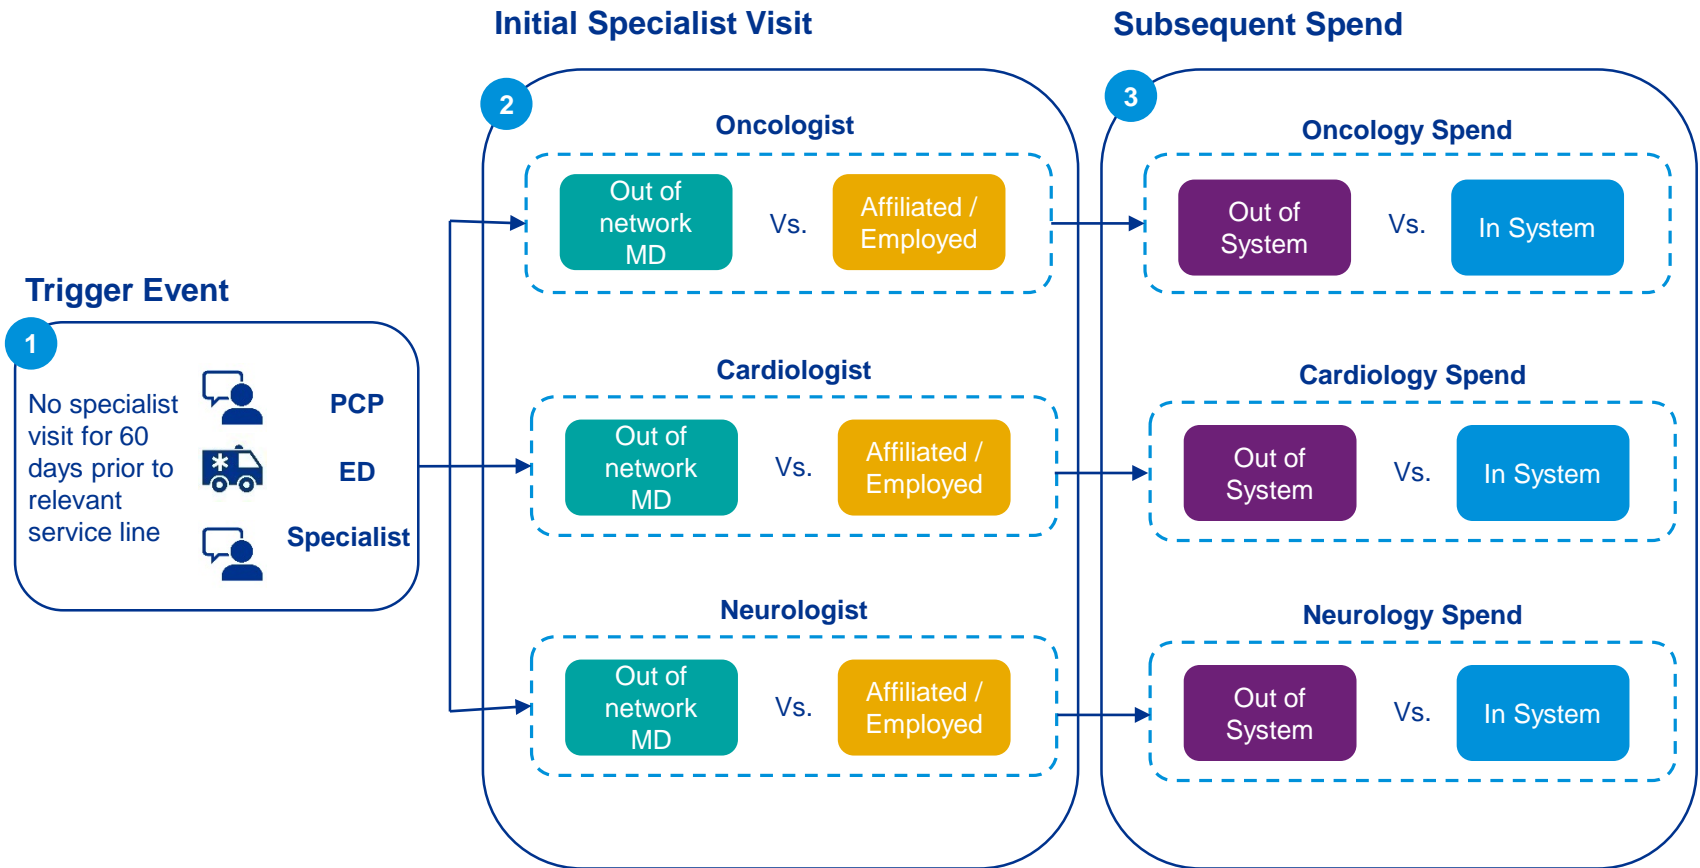 Initial Specialist Visit
Subsequent Spend
Trigger Event
1
No specialist
visit for 60
days prior to
relevant
service line
PCP
ED
Specialist
2
Oncologist
Out of
network
MD
Vs.
Affiliated /
Employed
Cardiologist
Out of
network
MD
Vs.
Affiliated /
Employed
Neurologist
Out of
network
MD
Vs.
Affiliated /
Employed
3
Oncology Spend
Out of
System
Vs.
In System
Cardiology Spend
Out of
System
Vs.
In System
Neurology Spend
Out of
System
Vs.
In System